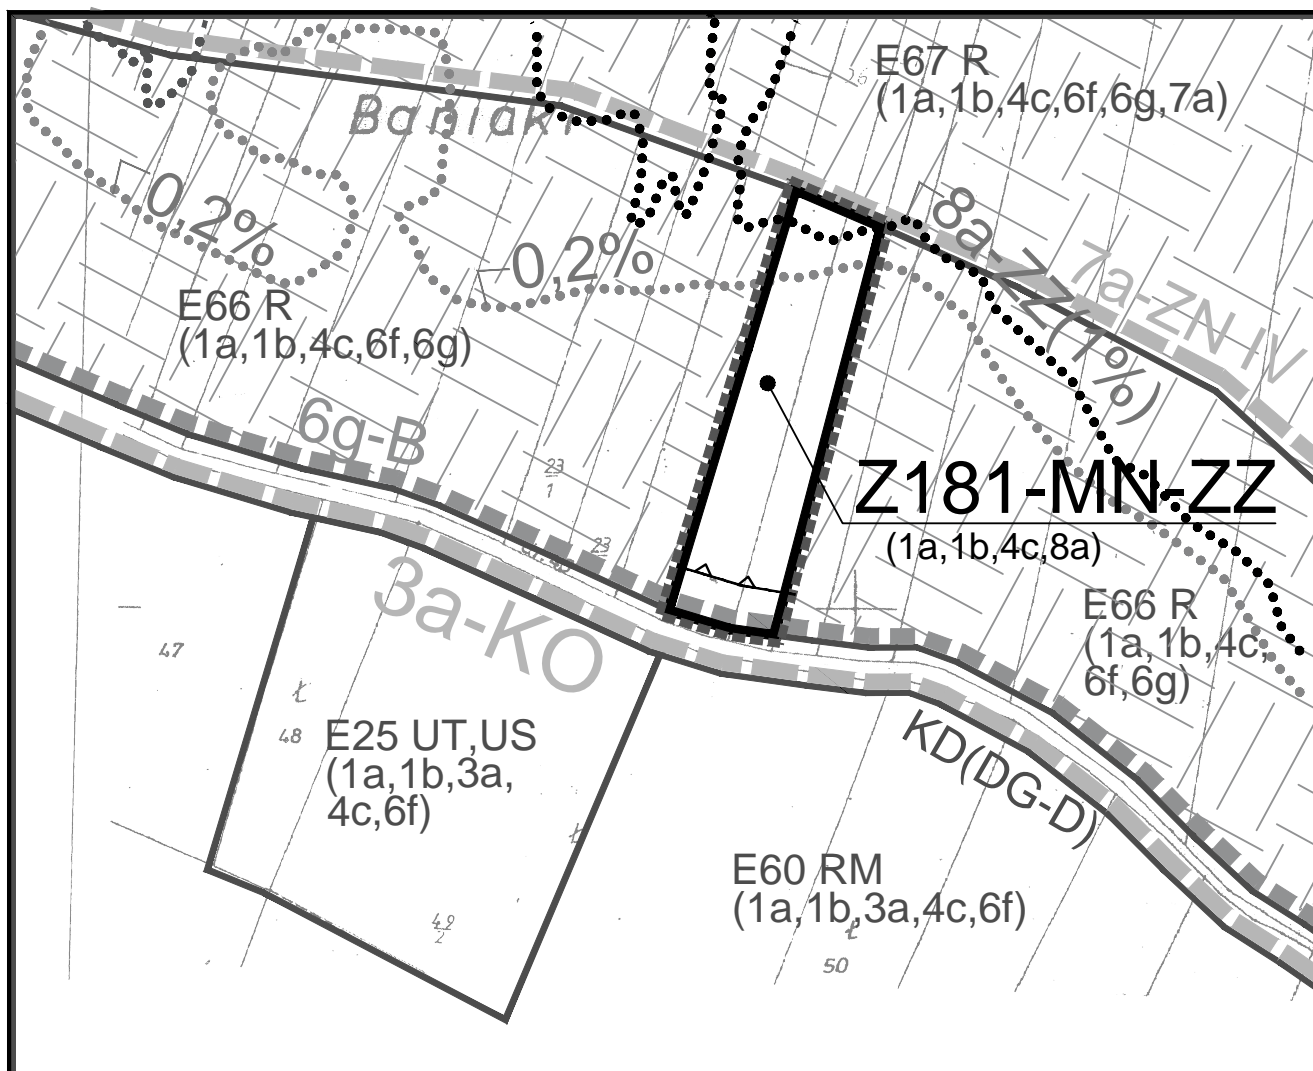 E67 R
(1a,1b,4c,6f,6g,7a)
Baniaki
0,2%
0,2%
8a-ZZ(1%)
7a-ZN IV
E66 R
(1a,1b,4c,6f,6g)
6g-B
23
1
Z181-MN-ZZ
(1a,1b,4c,8a)
23
3a-KO
E66 R
(1a,1b,4c,
6f,6g)
47
Ł
48
E25 UT,US
(1a,1b,3a,
4c,6f)
Ł
KD(DG-D)
E60 RM
(1a,1b,3a,4c,6f)
Ł
49
2
50